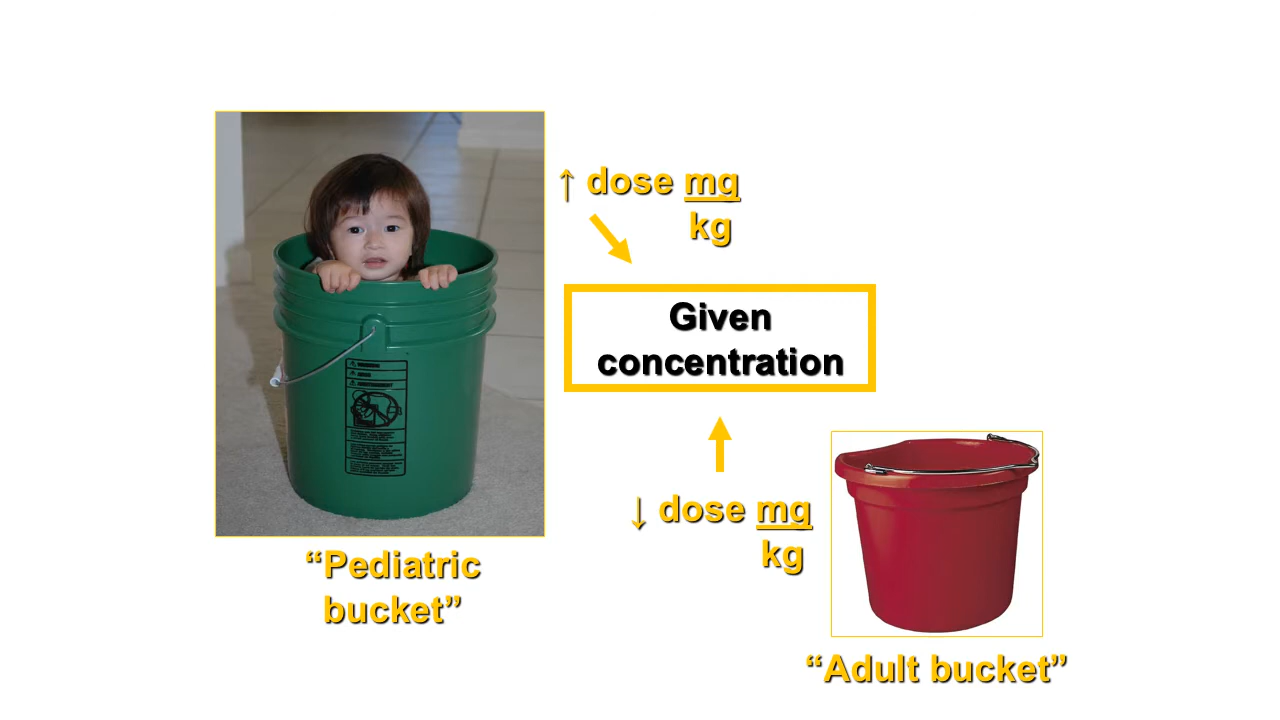 ↑ dose mg
kg
Given
concentration
↓ dose mg
kg
“Pediatric
bucket”
“Adult bucket”